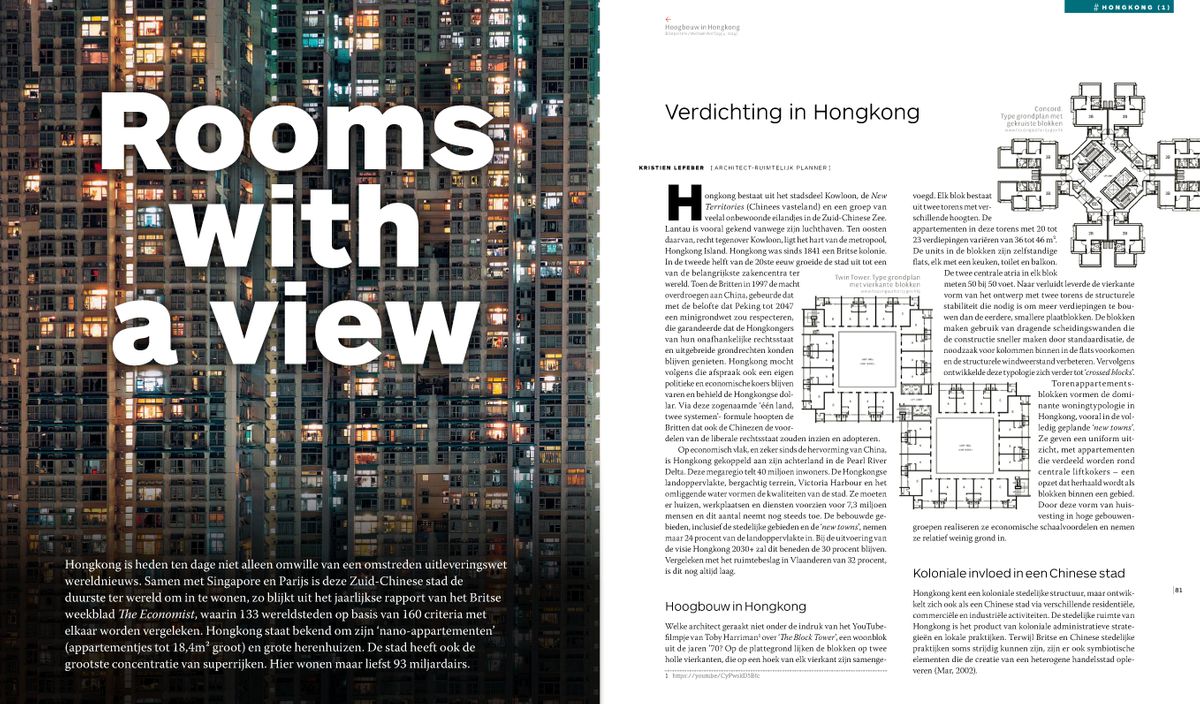 Rooms
with
a view
Hongkong is heden ten dage niet alleen omwille van een omstreden uitleveringswet
wereldnieuws. Samen met Singapore en Parijs is deze Zuid-Chinese stad de
duurste ter wereld om in te wonen, zo blijkt uit het jaarlijkse rapport van het Britse
weekblad The Economist, waarin 133 wereldsteden op basis van 160 criteria met
elkaar worden vergeleken. Hongkong staat bekend om zijn ‘nano-appartementen’
(appartementjes tot 18,4m² groot) en grote herenhuizen. De stad heeft ook de
grootste concentratie van superrijken. Hier wonen maar liefst 93 miljardairs.
# HONGKONG (1)
Hoogbouw in Hongkong
Verdichting in Hongkong
KRISTIEN LEFEBER [ARCHITECT-RUIMTELIJK PLANNER]
Hongkong bestaat uit het stadsdeel Kowloon, de New
Territories (Chinees vasteland) en een groep van
veelal onbewoonde eilandjes in de Zuid-Chinese Zee.
Lantau is vooral gekend vanwege zijn luchthaven. Ten oosten
daarvan, recht tegenover Kowloon, ligt het hart van de metropool,
Hongkong Island. Hongkong was sinds 1841 een Britse kolonie.
In de tweede helft van de 20ste eeuw groeide de stad uit tot een
van de belangrijkste zakencentra ter
wereld. Toen de Britten in 1997 de macht
overdroegen aan China, gebeurde dat
met de belofte dat Peking tot 2047
een minigrondwet zou respecteren,
die garandeerde dat de Hongkongers
van hun onafhankelijke rechtsstaat
en uitgebreide grondrechten konden
blijven genieten. Hongkong mocht
volgens die afspraak ook een eigen
politieke en economische koers blijven
varen en behield de Hongkongse dol-
lar. Via deze zogenaamde ‘één land,
twee systemen’- formule hoopten de
Britten dat ook de Chinezen de voor-
delen van de liberale rechtsstaat zouden inzien en adopteren.
Op economisch vlak, en zeker sinds de hervorming van China,
is Hongkong gekoppeld aan zijn achterland in de Pearl River
Delta. Deze megaregio telt 40 miljoen inwoners. De Hongkongse
landoppervlakte, bergachtig terrein, Victoria Harbour en het
omliggende water vormen de kwaliteiten van de stad. Ze moeten
er huizen, werkplaatsen en diensten voorzien voor 7,3 miljoen
mensen en dit aantal neemt nog steeds toe. De bebouwde ge-
bieden, inclusief de stedelijke gebieden en de ‘new towns’, nemen
maar 24 procent van de landoppervlakte in. Bij de uitvoering van
de visie Hongkong 2030+ zal dit beneden de 30 procent blijven.
Vergeleken met het ruimtebeslag in Vlaanderen van 32 procent,
is dit nog altijd laag.
Hoogbouw in Hongkong
Welke architect geraakt niet onder de indruk van het YouTube-
filmpje van Toby Harriman¹ over ‘The Block Tower’, een woonblok
uit de jaren ’70? Op de plattegrond lijken de blokken op twee
holle vierkanten, die op een hoek van elk vierkant zijn samenge-
1 https://youtu.be/CyPwskD5Bfc
Twin Tower. Type grondplan
met vierkante blokken
Concord.
Type grondplan met
gekruiste blokken
voegd. Elk blok bestaat
uit twee torens met ver-
schillende hoogten. De
appartementen in deze torens met 20 tot
23 verdiepingen variëren van 36 tot 46 m².
De units in de blokken zijn zelfstandige
flats, elk met een keuken, toilet en balkon.
De twee centrale atria in elk blok
meten 50 bij 50 voet. Naar verluidt leverde de vierkante
vorm van het ontwerp met twee torens de structurele
stabiliteit die nodig is om meer verdiepingen te bou-
wen dan de eerdere, smallere plaatblokken. De blokken
maken gebruik van dragende scheidingswanden die
de constructie sneller maken door standaardisatie, de
noodzaak voor kolommen binnen in de flats voorkomen
en de structurele windweerstand verbeteren. Vervolgens
ontwikkelde deze typologie zich verder tot ‘crossed blocks’.
Torenappartements-
blokken vormen de domi-
nante woningtypologie in
Hongkong, vooral in de vol-
ledig geplande ‘new towns’.
Ze geven een uniform uit-
zicht, met appartementen
die verdeeld worden rond
centrale liftkokers – een
opzet dat herhaald wordt als
blokken binnen een gebied.
Door deze vorm van huis-
vesting in hoge gebouwen-
groepen realiseren ze economische schaalvoordelen en nemen
ze relatief weinig grond in.
Koloniale invloed in een Chinese stad
Hongkong kent een koloniale stedelijke structuur, maar ontwik-
kelt zich ook als een Chinese stad via verschillende residentiële,
commerciële en industriële activiteiten. De stedelijke ruimte van
Hongkong is het product van koloniale administratieve strate-
gieën en lokale praktijken. Terwijl Britse en Chinese stedelijke
praktijken soms strijdig kunnen zijn, zijn er ook symbiotische
elementen die de creatie van een heterogene handelsstad ople-
veren (Mar, 2002).
81